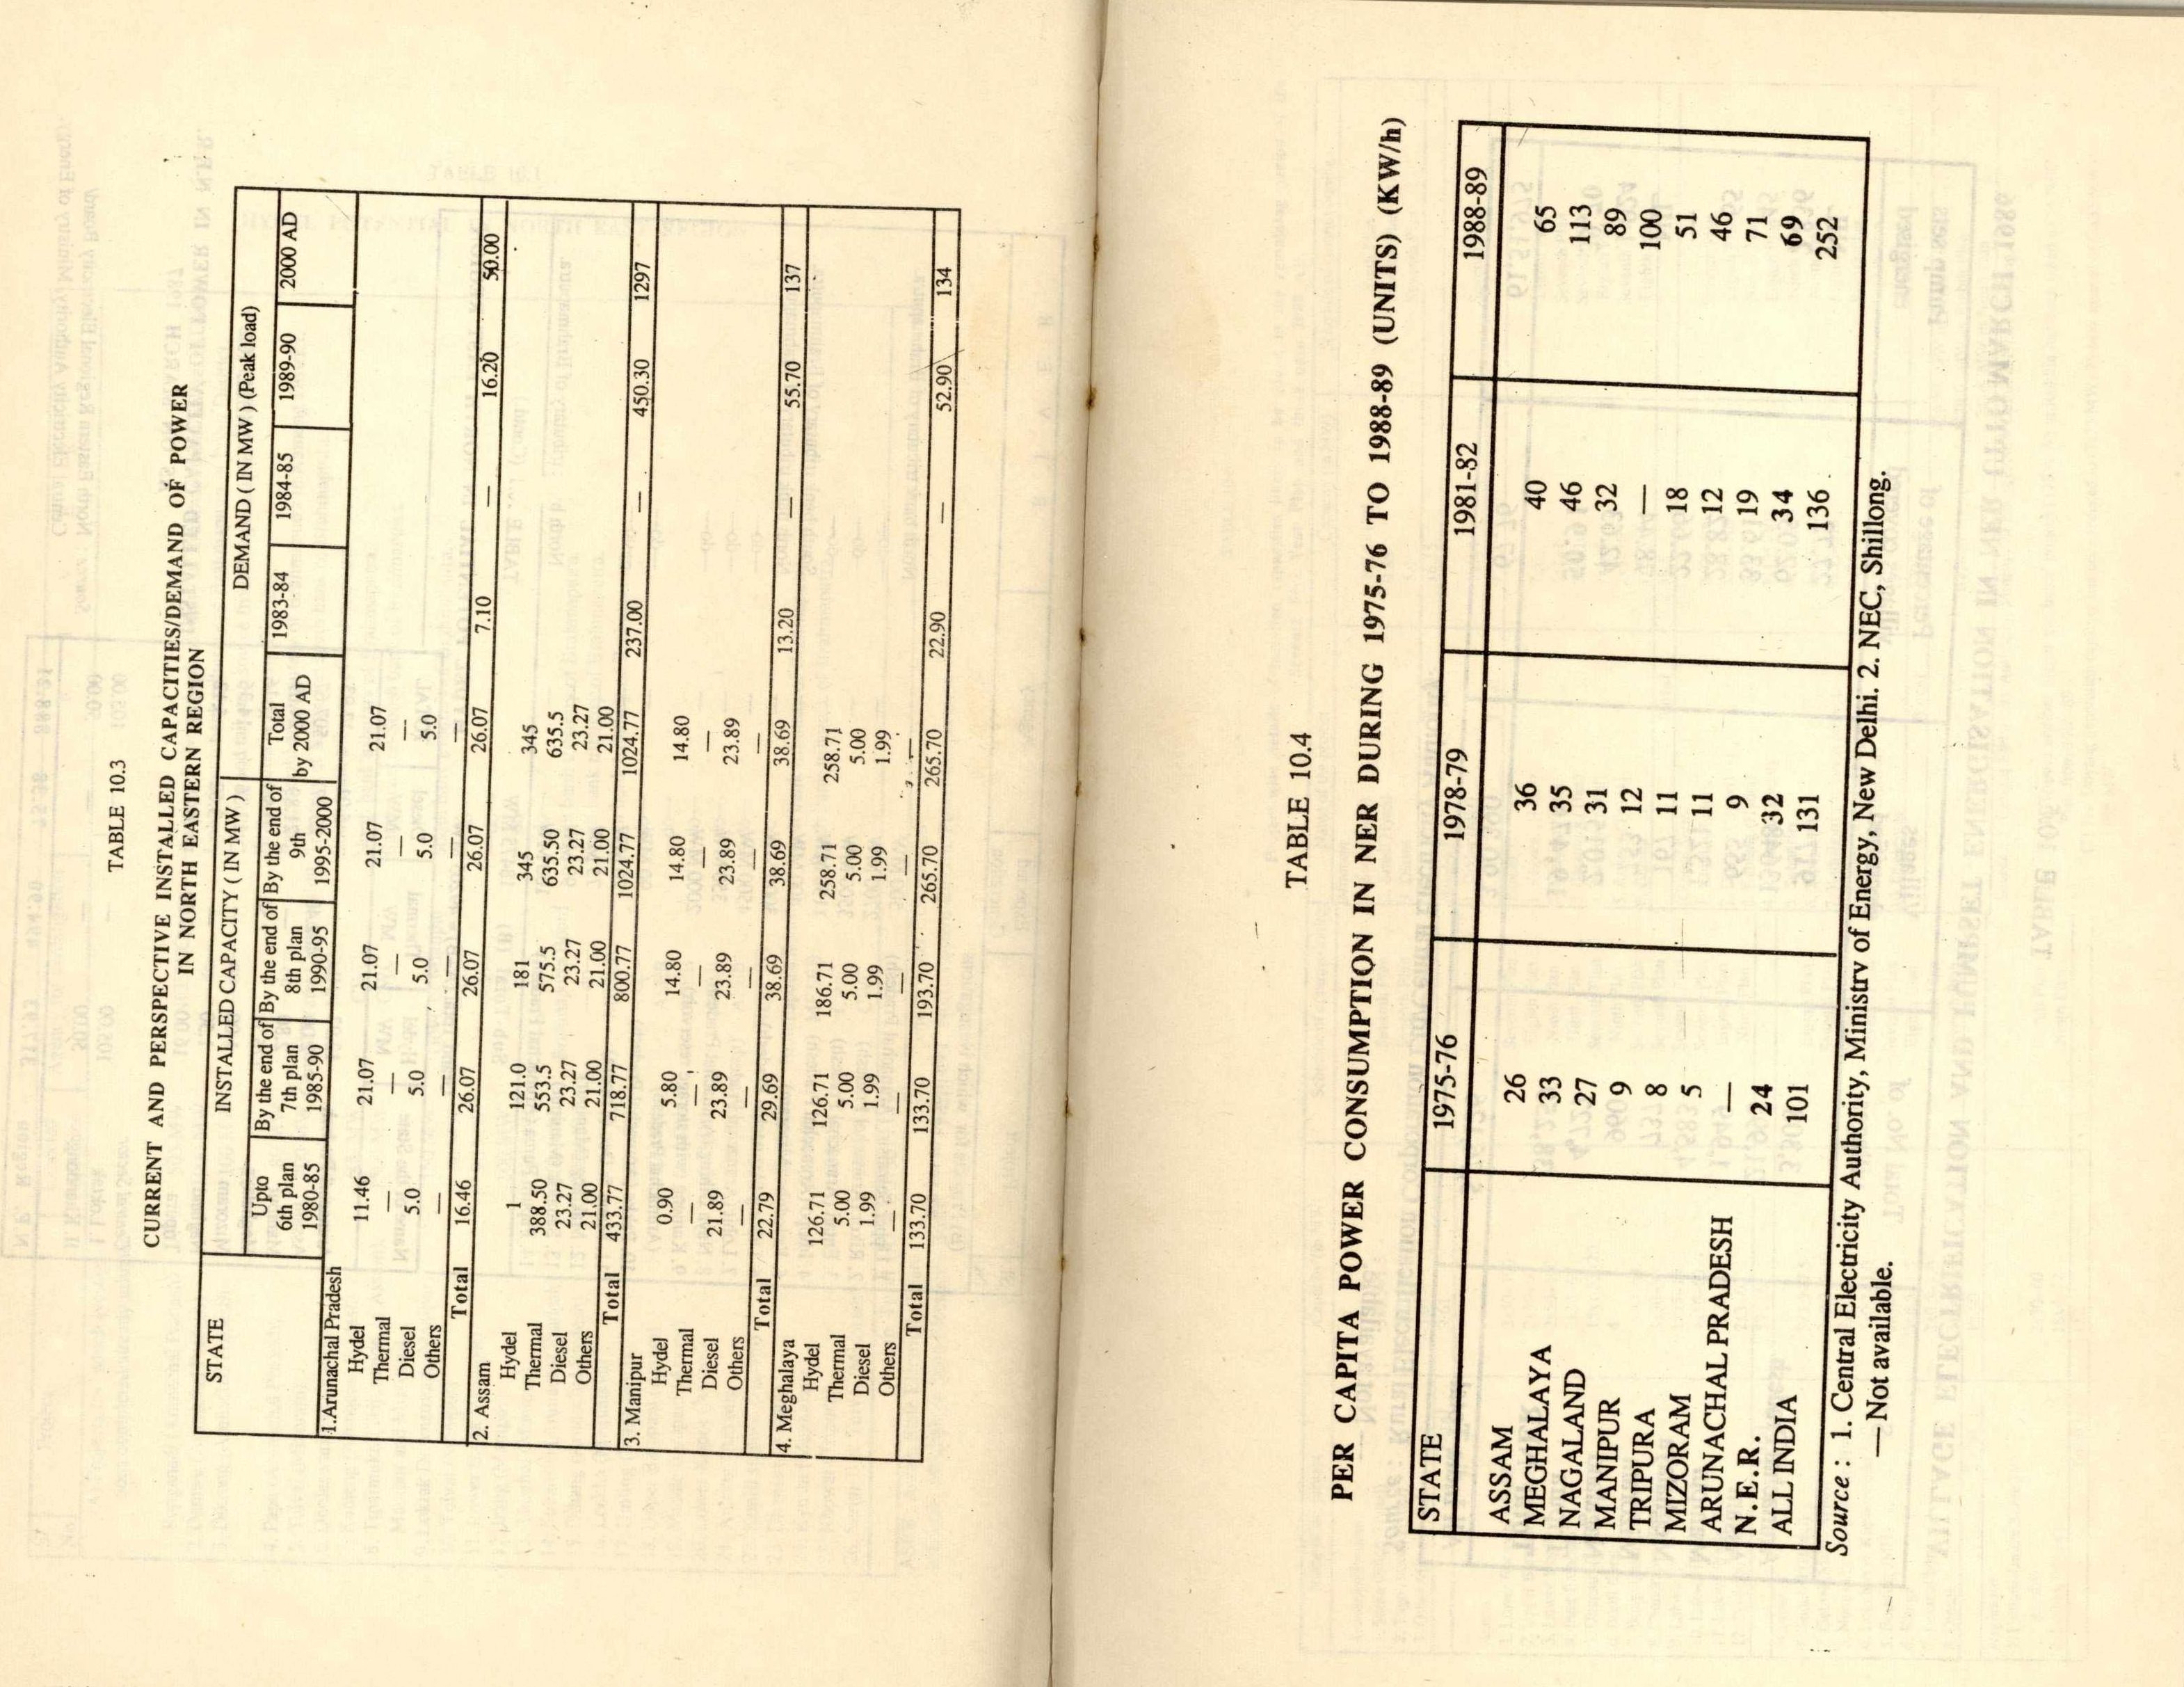 TABLE 10.3
CURRENT AND PERSPECTIVE INSTALLED CAPACITIES/DEMAND OF POWER
IN NORTH EASTERN REGION
STATE INSTALLED CAPACITY ( IN MW ) DEMAND ( IN MW ) (Peak load)
Upto By the end of By the end of By the end of Total 1983-84 1984-85 1989-90 2000 AD
6th plan 7th plan 8th plan 9th by 2000 AD
1980-85 1985-90 1990-95 1995-2000
1.Arunachal Pradesh
Hydel 11.46 21.07 21.07 21.07 21.07
Thermal — — — — —
Diesel 5.0 5.0 5.0 5.0 5.0
Others — — — — —
Total 16.46 26.07 26.07 26.07 26.07 7.10 — 16.20 50.00
2. Assam
Hydel 1 121.0 181 345 345
Thermal 388.50 553.5 575.5 635.50 635.5
Diesel 23.27 23.27 23.27 23.27 23.27
Others 21.00 21.00 21.00 21.00 21.00
Total 433.77 718.77 800.77 1024.77 1024.77 237.00 — 450.30 1297
3. Manipur
Hydel 0.90 5.80 14.80 14.80 14.80
Thermal — — — — —
Diesel 21.89 23.89 23.89 23.89 23.89
Others — — — — —
Total 22.79 29.69 38.69 38.69 38.69 13.20 — 55.70 137
4. Meghalaya
Hydel 126.71 126.71 186.71 258.71 258.71
Thermal 5.00 5.00 5.00 5.00 5.00
Diesel 1.99 1.99 1.99 1.99 1.99
Others — — — — —
Total 133.70 133.70 193.70 265.70 265.70 22.90 — 52.90 134
TABLE 10.4
PER CAPITA POWER CONSUMPTION IN NER DURING 1975-76 TO 1988-89 (UNITS) (KW/h)
STATE 1975-76 1978-79 1981-82 1988-89
ASSAM 26 36 40 65
MEGHALAYA 33 35 46 113
NAGALAND 27 31 32 89
MANIPUR 9 12 — 100
TRIPURA 8 11 18 51
MIZORAM 5 11 12 46
ARUNACHAL PRADESH — 9 19 71
N.E.R. 24 32 34 69
ALL INDIA 101 131 136 252
Source : 1. Central Electricity Authority, Ministry of Energy, New Delhi. 2. NEC, Shillong.
— Not available.